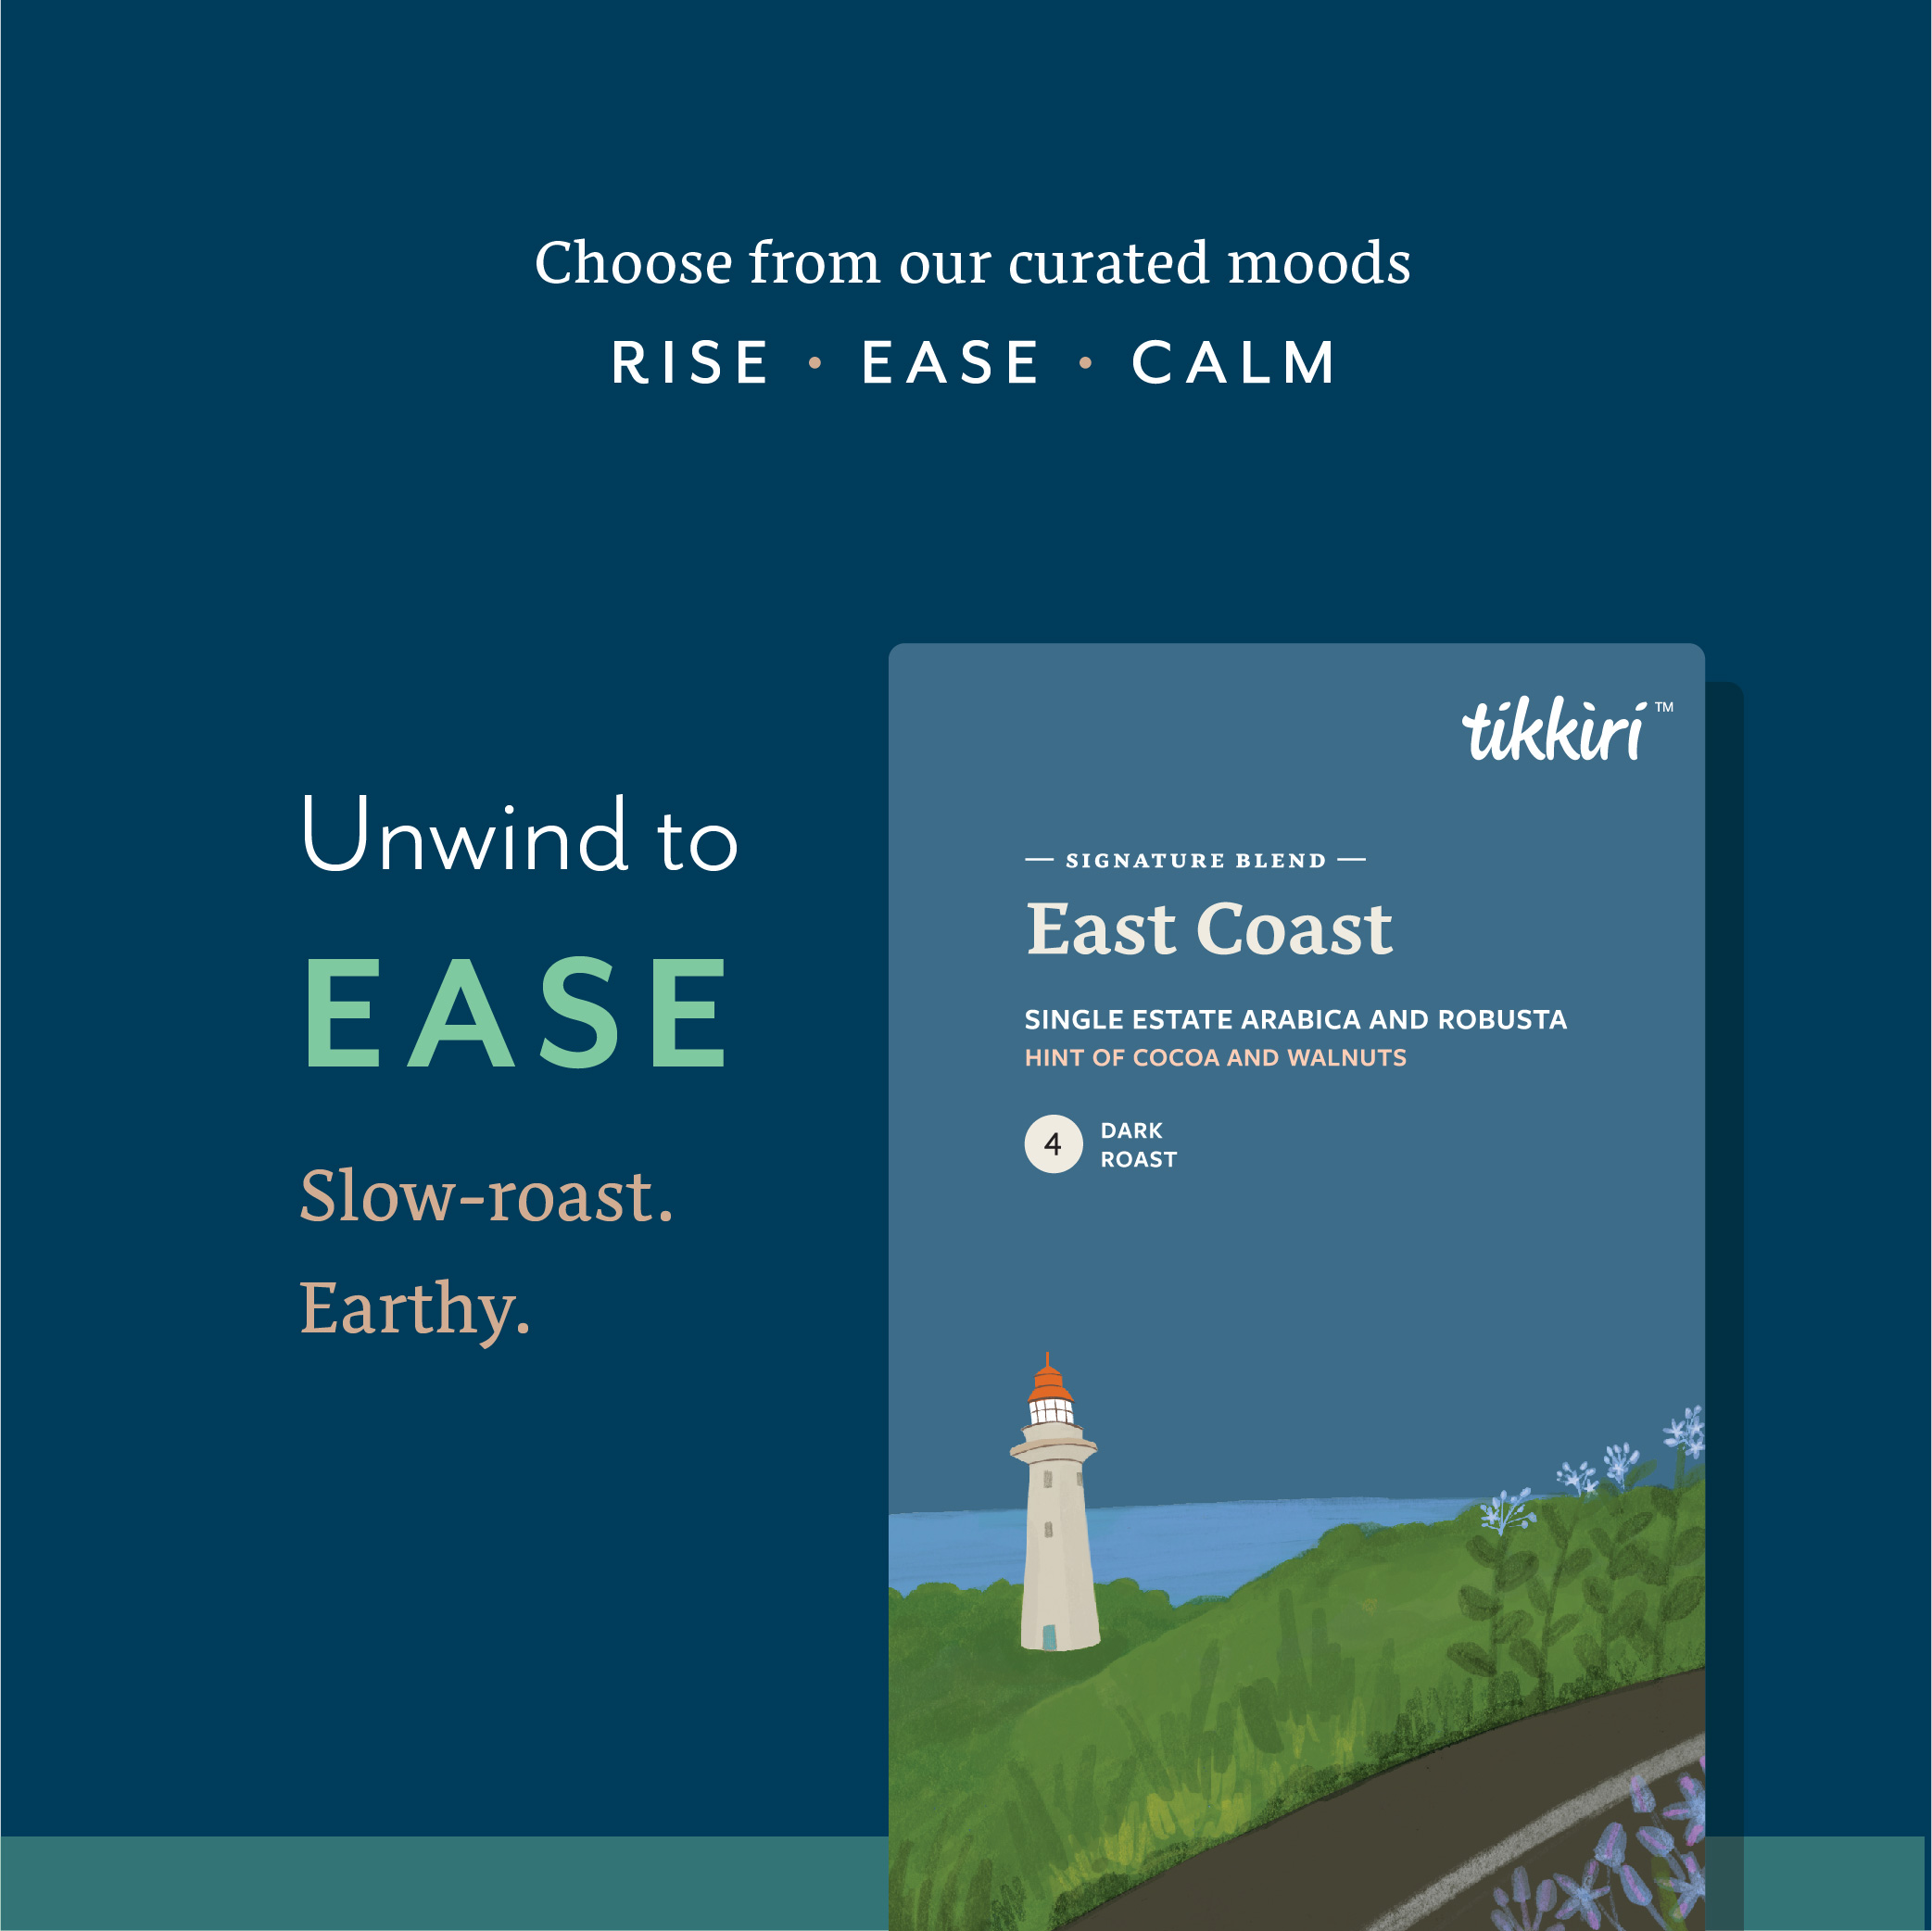 Choose from our curated moods
RISE • EASE • CALM
Unwind to
EASE
Slow-roast.
Earthy.
tikkiri™
— SIGNATURE BLEND —
East Coast
SINGLE ESTATE ARABICA AND ROBUSTA
HINT OF COCOA AND WALNUTS
4
DARK
ROAST